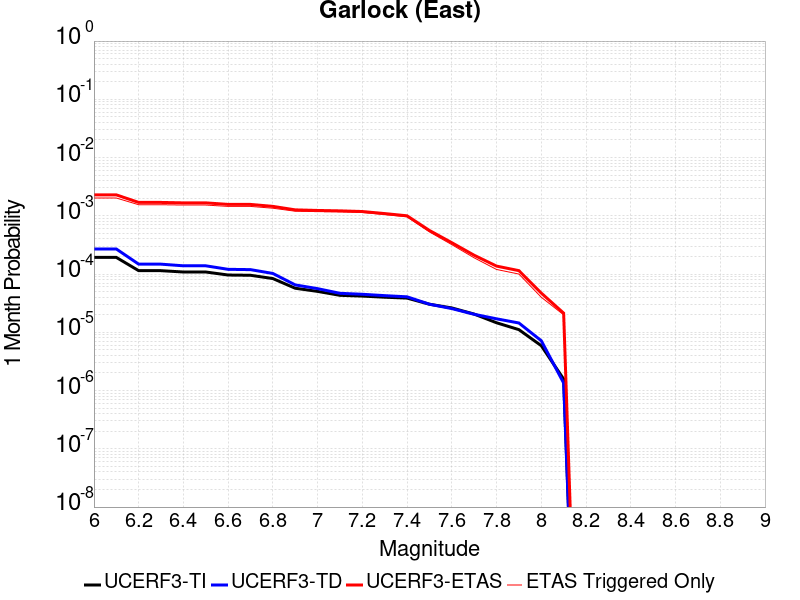 Garlock (East)
10^0
10^-1
10^-2
10^-3
10^-4
10^-5
10^-6
10^-7
10^-8
1 Month Probability
6 6.2 6.4 6.6 6.8 7 7.2 7.4 7.6 7.8 8 8.2 8.4 8.6 8.8 9
Magnitude
UCERF3-TI UCERF3-TD UCERF3-ETAS ETAS Triggered Only